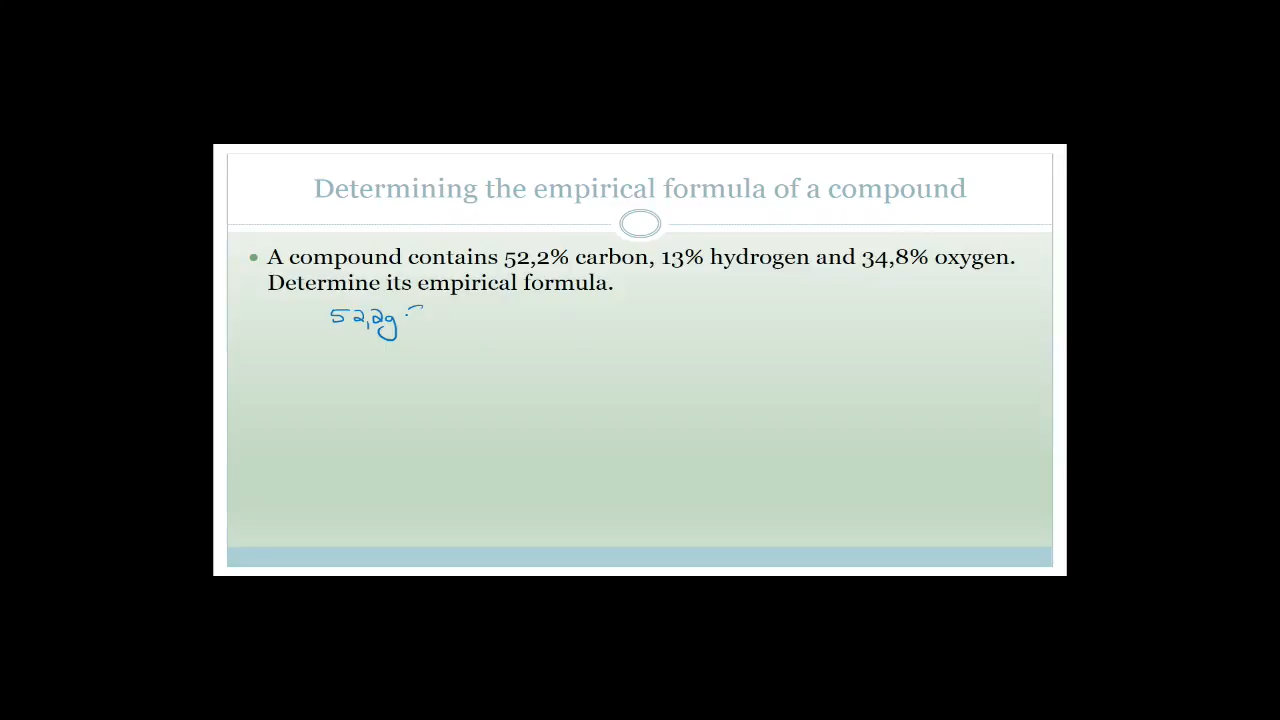 Determining the empirical formula of a compound
• A compound contains 52,2% carbon, 13% hydrogen and 34,8% oxygen.
Determine its empirical formula.
52,2g